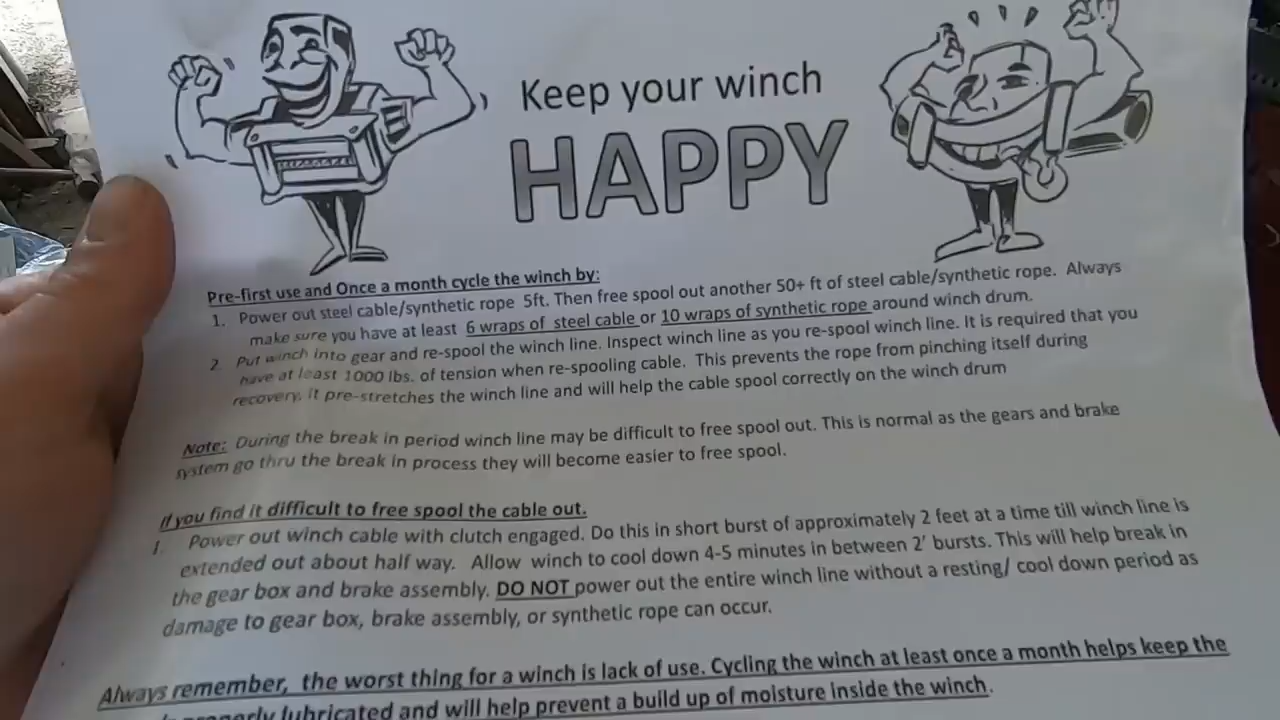 Keep your winch
HAPPY
Pre-first use and Once a month cycle the winch by:
1. Power out steel cable/synthetic rope 5ft. Then free spool out another 50+ ft of steel cable/synthetic rope. Always
make sure you have at least 6 wraps of steel cable or 10 wraps of synthetic rope around winch drum.
2. Put winch into gear and re-spool the winch line. Inspect winch line as you re-spool winch line. It is required that you
have at least 1000 lbs. of tension when re-spooling cable. This prevents the rope from pinching itself during
recovery, it pre-stretches the winch line and will help the cable spool correctly on the winch drum
Note: During the break in period winch line may be difficult to free spool out. This is normal as the gears and brake
system go thru the break in process they will become easier to free spool.
If you find it difficult to free spool the cable out.
1. Power out winch cable with clutch engaged. Do this in short burst of approximately 2 feet at a time till winch line is
extended out about half way. Allow winch to cool down 4-5 minutes in between 2' bursts. This will help break in
the gear box and brake assembly. DO NOT power out the entire winch line without a resting/ cool down period as
damage to gear box, brake assembly, or synthetic rope can occur.
Always remember, the worst thing for a winch is lack of use. Cycling the winch at least once a month helps keep the
properly lubricated and will help prevent a build up of moisture inside the winch.